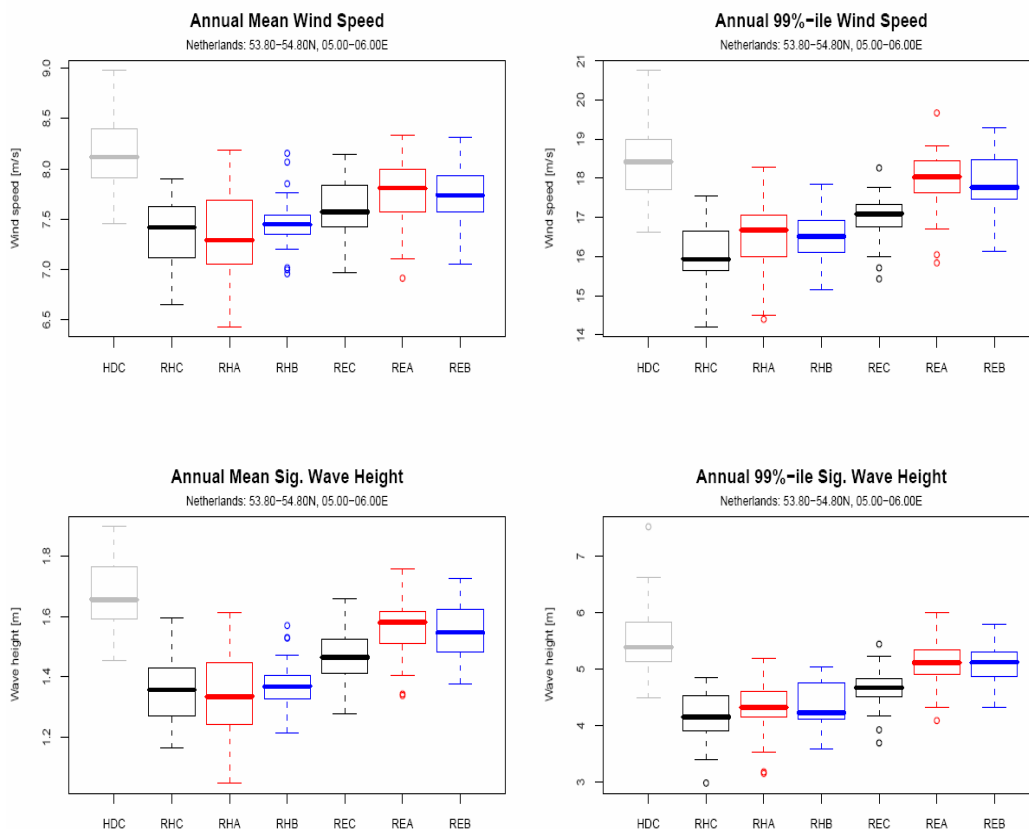 Annual Mean Wind Speed
Netherlands: 53.80−54.80N, 05.00−06.00E
Wind speed [m/s]
9.0
8.5
8.0
7.5
7.0
6.5
HDC RHC RHA RHB REC REA REB
Annual 99%−ile Wind Speed
Netherlands: 53.80−54.80N, 05.00−06.00E
Wind speed [m/s]
21
20
19
18
17
16
15
14
HDC RHC RHA RHB REC REA REB
Annual Mean Sig. Wave Height
Netherlands: 53.80−54.80N, 05.00−06.00E
Wave height [m]
1.8
1.6
1.4
1.2
HDC RHC RHA RHB REC REA REB
Annual 99%−ile Sig. Wave Height
Netherlands: 53.80−54.80N, 05.00−06.00E
Wave height [m]
7
6
5
4
3
HDC RHC RHA RHB REC REA REB